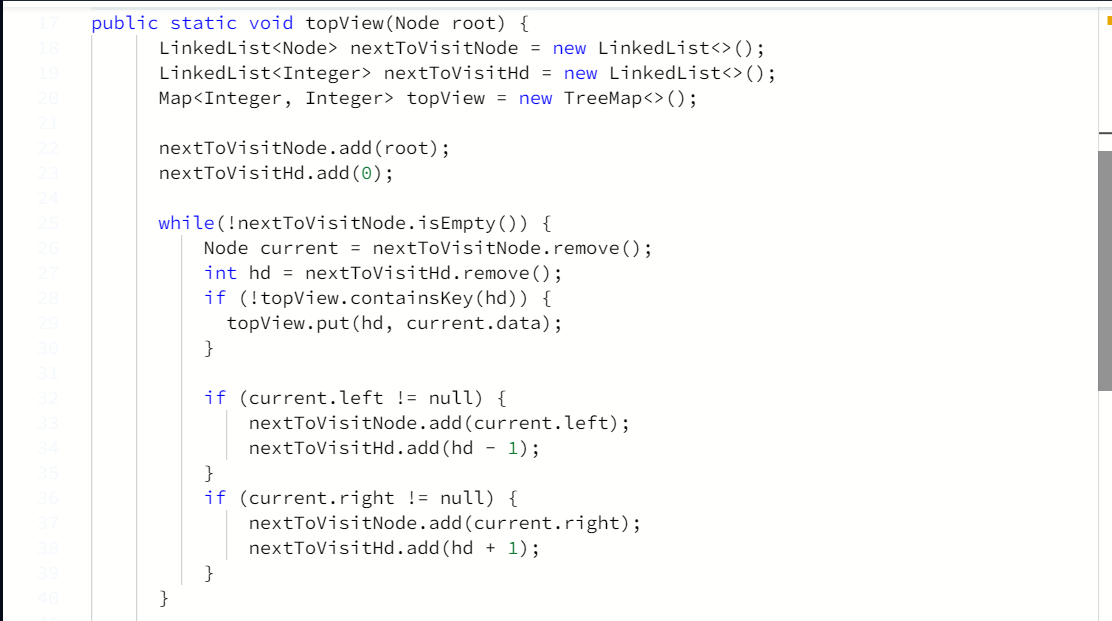 17 public static void topView(Node root) {
18 LinkedList<Node> nextToVisitNode = new LinkedList<>();
19 LinkedList<Integer> nextToVisitHd = new LinkedList<>();
20 Map<Integer, Integer> topView = new TreeMap<>();
21
22 nextToVisitNode.add(root);
23 nextToVisitHd.add(0);
24
25 while(!nextToVisitNode.isEmpty()) {
26 Node current = nextToVisitNode.remove();
27 int hd = nextToVisitHd.remove();
28 if (!topView.containsKey(hd)) {
29 topView.put(hd, current.data);
30 }
31
32 if (current.left != null) {
33 nextToVisitNode.add(current.left);
34 nextToVisitHd.add(hd - 1);
35 }
36 if (current.right != null) {
37 nextToVisitNode.add(current.right);
38 nextToVisitHd.add(hd + 1);
39 }
40 }